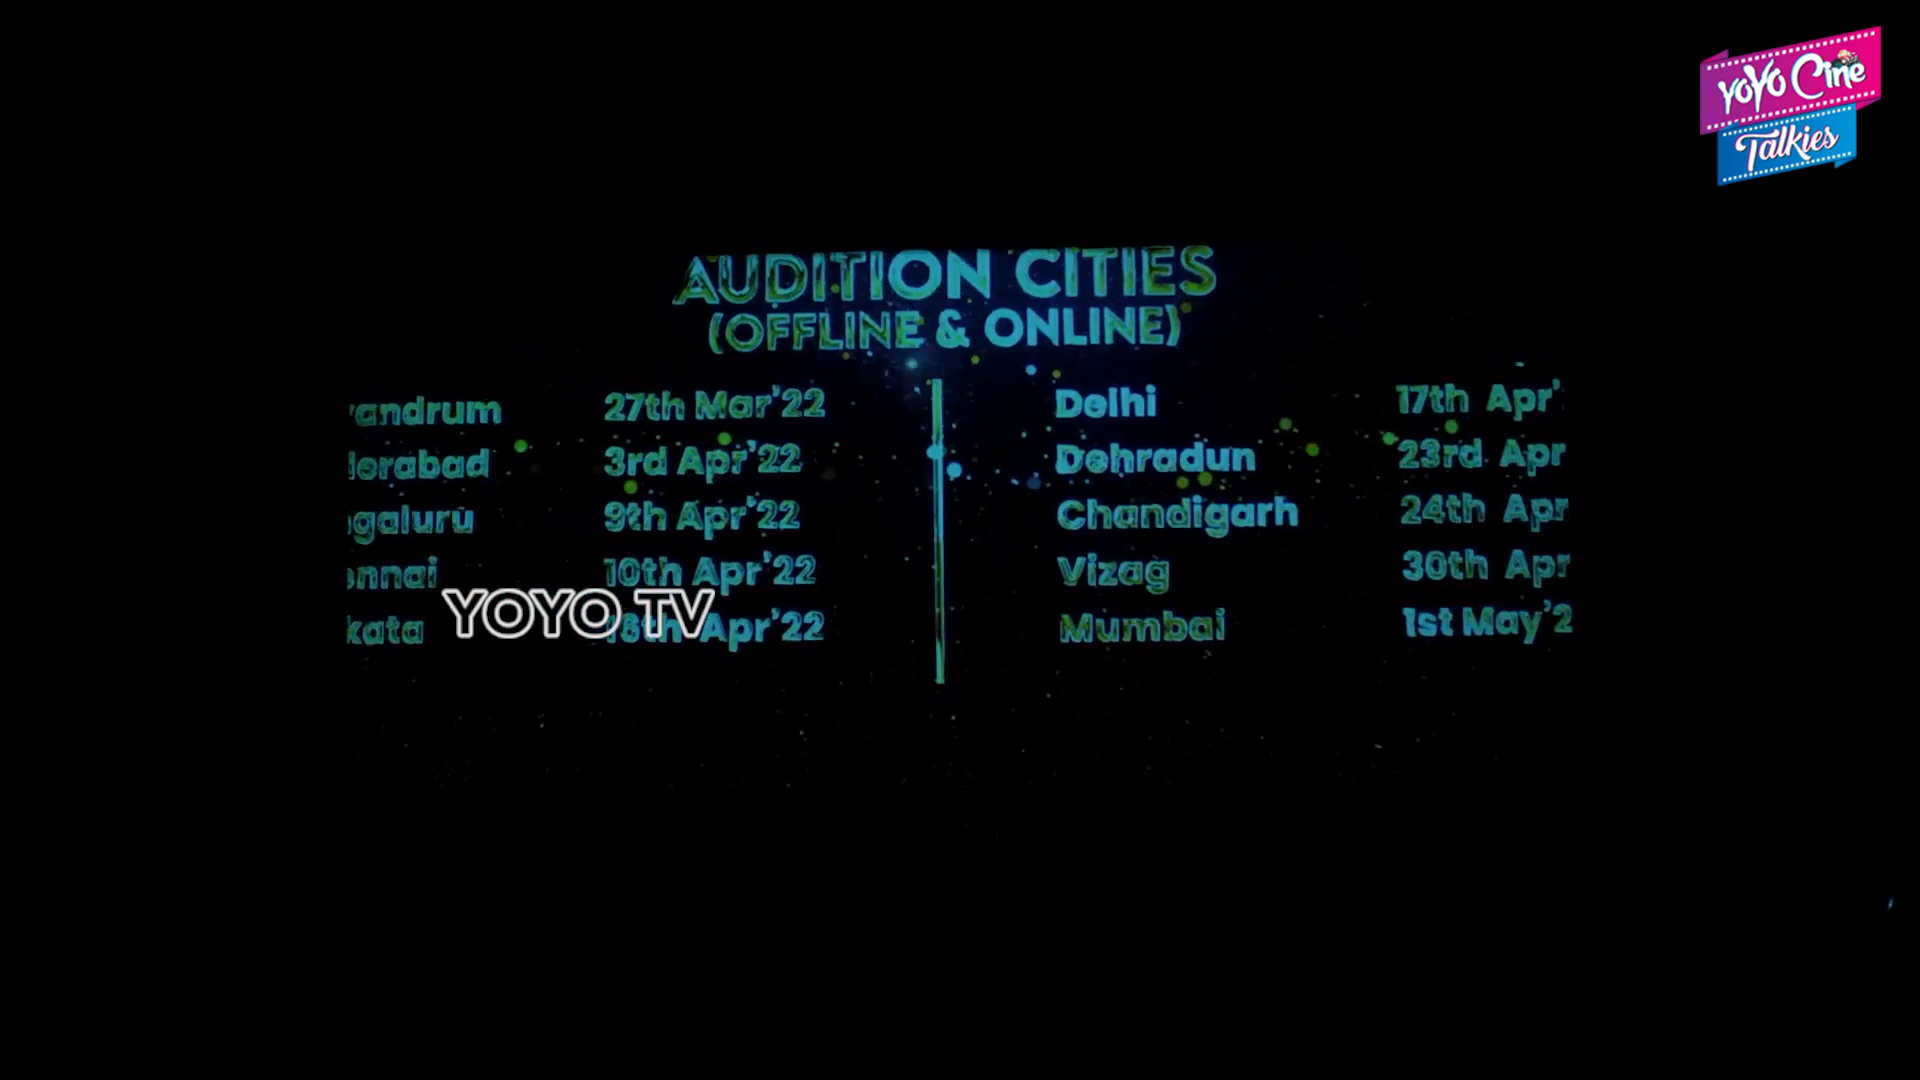 YOYO Cine
Talkies
AUDITION CITIES
(OFFLINE & ONLINE)
andrum 27th Mar'22 Delhi 17th Apr'
erabad 3rd Apr'22 Dehradun 23rd Apr
galuru 9th Apr'22 Chandigarh 24th Apr
nnai 10th Apr'22 Vizag 30th Apr
kata 16th Apr'22 Mumbai 1st May'2
YOYO TV